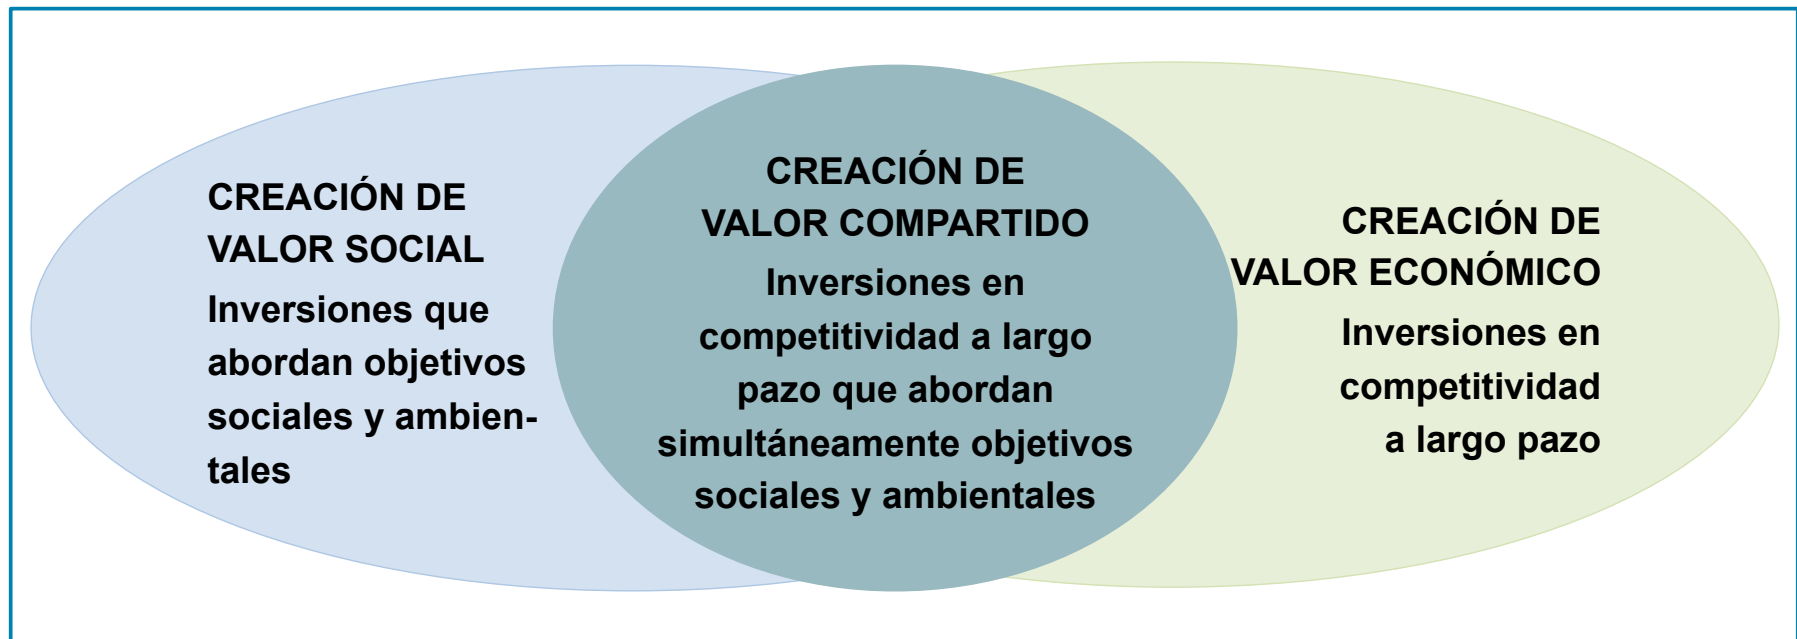 CREACIÓN DE
VALOR SOCIAL
Inversiones que
abordan objetivos
sociales y ambien-
tales
CREACIÓN DE
VALOR COMPARTIDO
Inversiones en
competitividad a largo
pazo que abordan
simultáneamente objetivos
sociales y ambientales
CREACIÓN DE
VALOR ECONÓMICO
Inversiones en
competitividad
a largo pazo